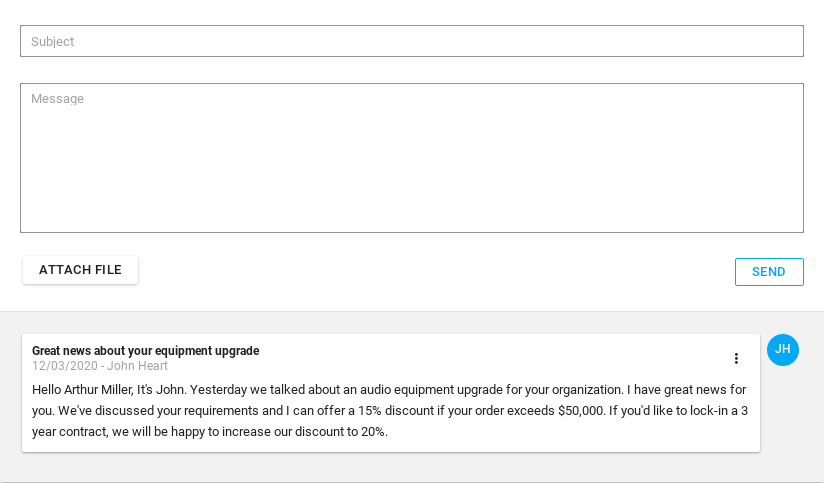 Subject
Message
ATTACH FILE
SEND
Great news about your equipment upgrade
12/03/2020 - John Heart
JH
Hello Arthur Miller, It's John. Yesterday we talked about an audio equipment upgrade for your organization. I have great news for
you. We've discussed your requirements and I can offer a 15% discount if your order exceeds $50,000. If you'd like to lock-in a 3
year contract, we will be happy to increase our discount to 20%.